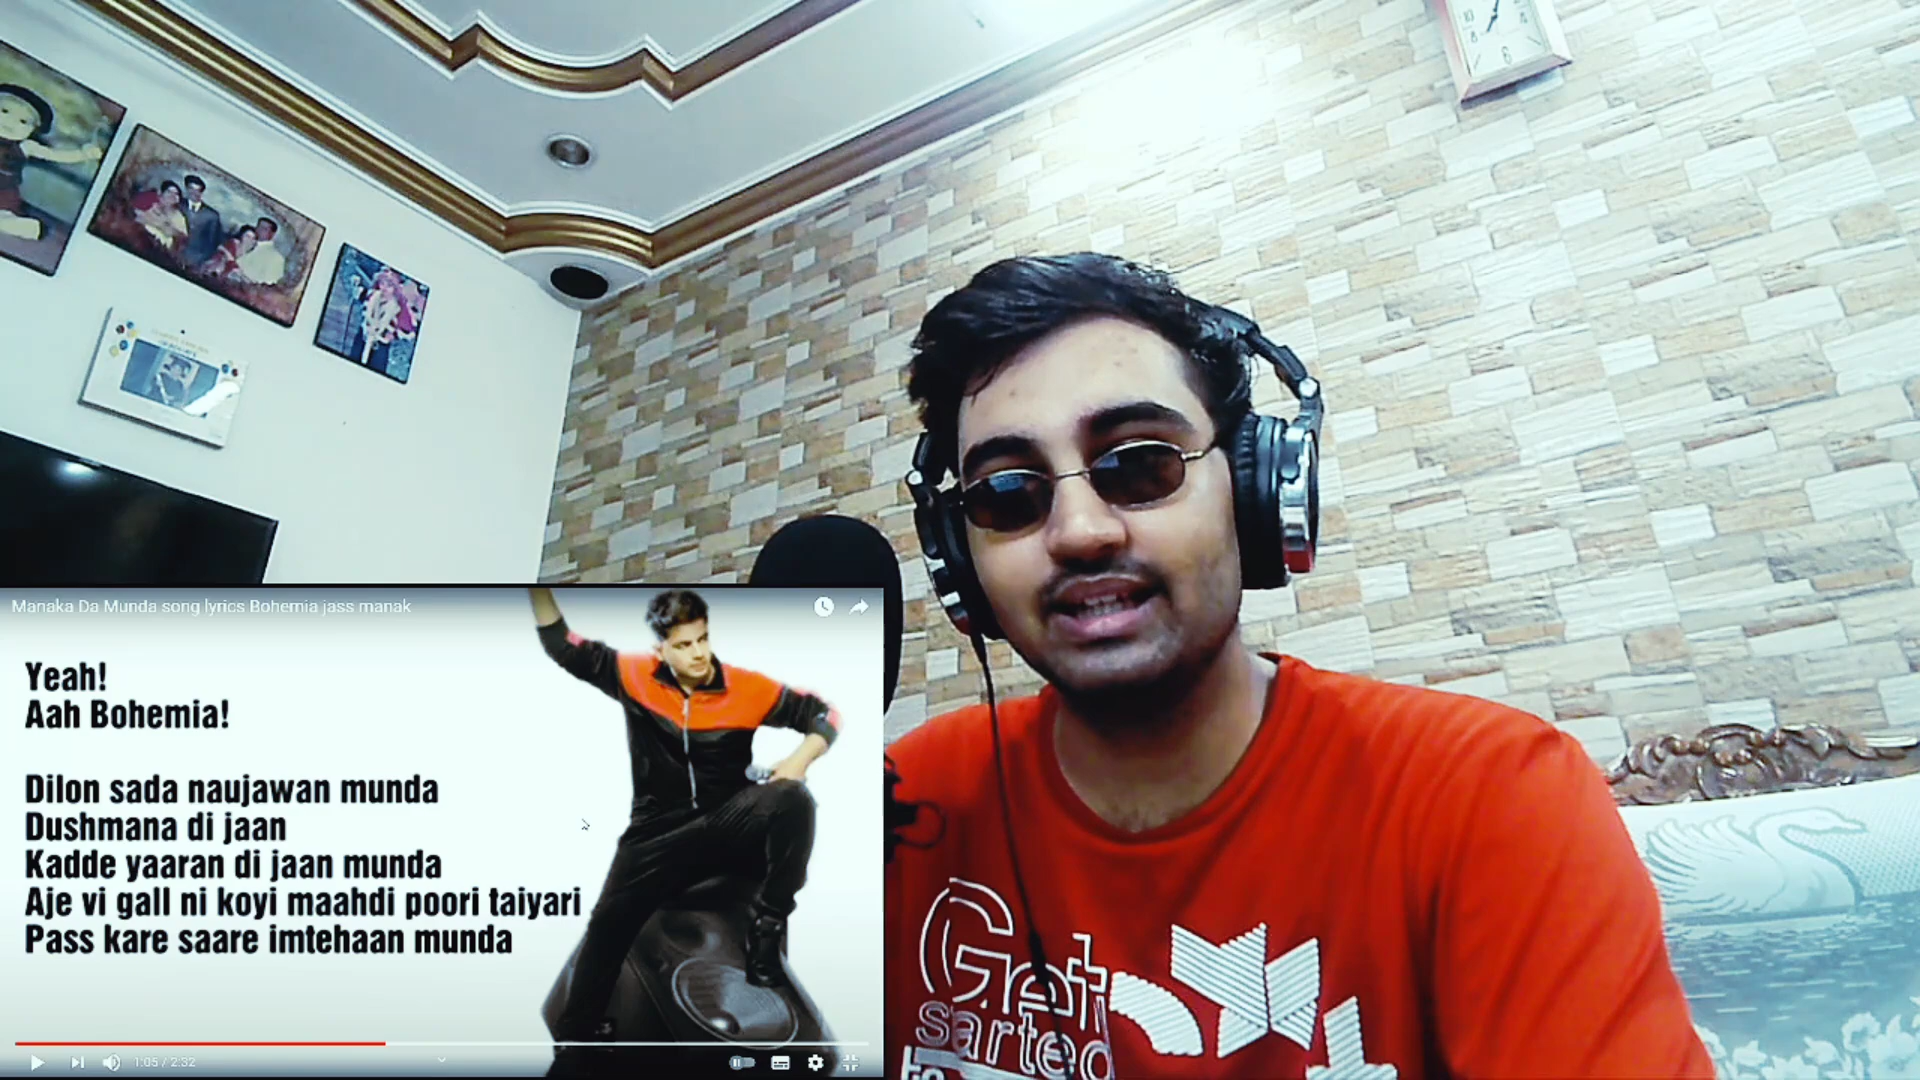 Manaka Da Munda song lyrics Bohemia jass manak
Yeah!
Aah Bohemia!
Dilon sada naujawan munda
Dushmana di jaan
Kadde yaaran di jaan munda
Aje vi gall ni koyi maahdi poori taiyari
Pass kare saare imtehaan munda
1:05 / 2:32
Get
started